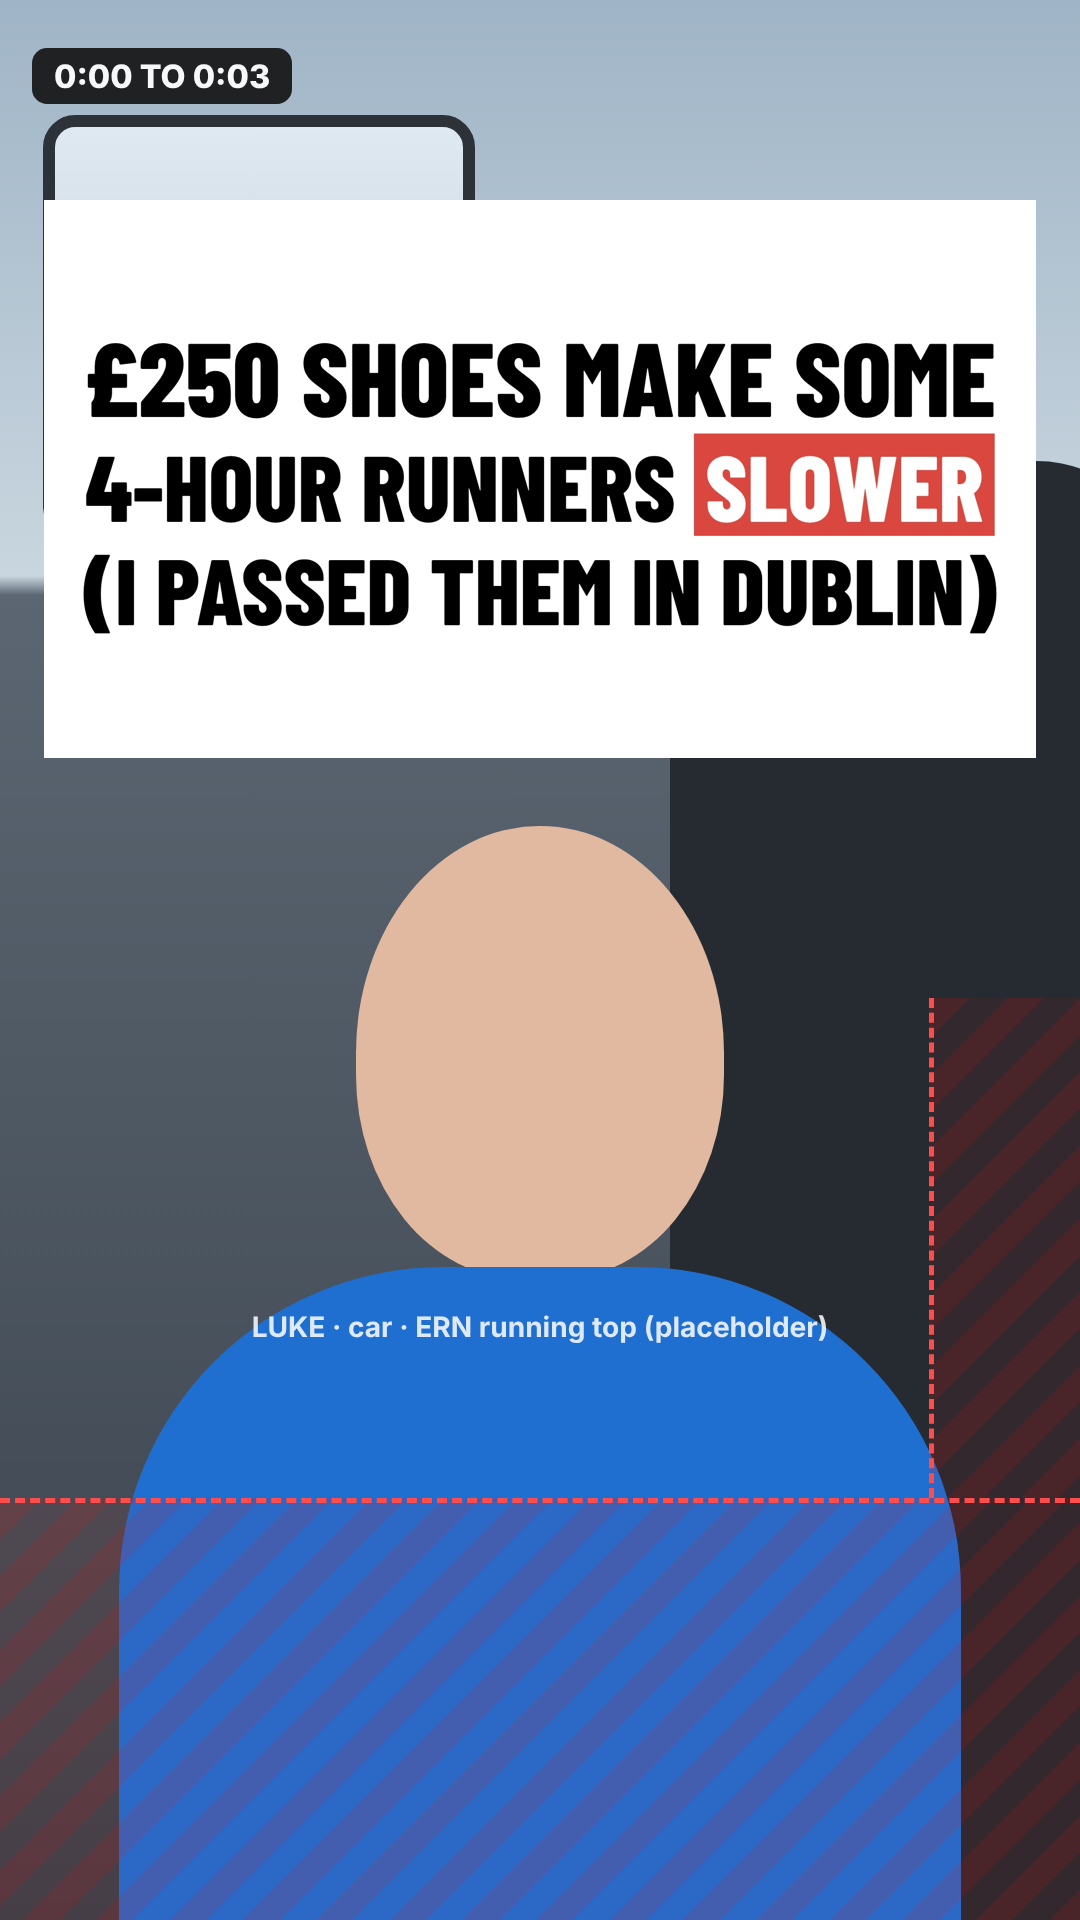 0:00 TO 0:03
£250 SHOES MAKE SOME
4-HOUR RUNNERS SLOWER
(I PASSED THEM IN DUBLIN)
LUKE · car · ERN running top (placeholder)